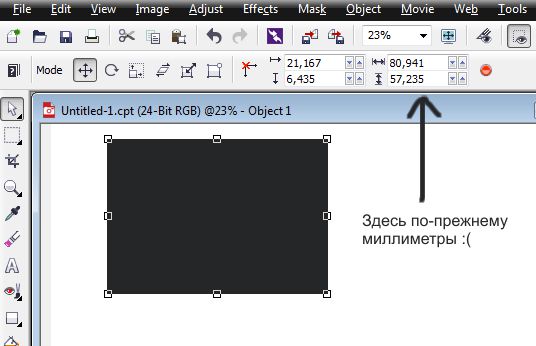 File Edit View Image Adjust Effects Mask Object Movie Web Tools
23%
Mode 21,167 80,941
6,435 57,235
Untitled-1.cpt (24-Bit RGB) @23% - Object 1
Здесь по-прежнему
миллиметры :(